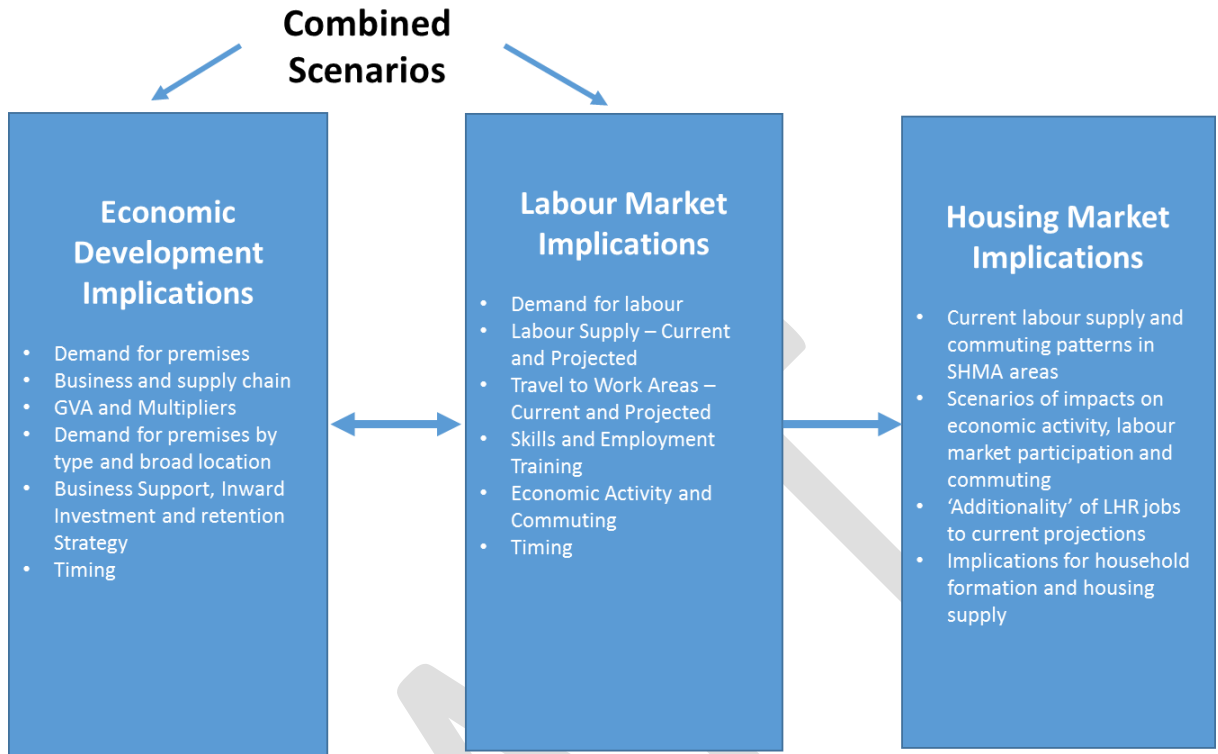 Combined
Scenarios
Economic
Development
Implications
• Demand for premises
• Business and supply chain
• GVA and Multipliers
• Demand for premises by
type and broad location
• Business Support, Inward
Investment and retention
Strategy
• Timing
Labour Market
Implications
• Demand for labour
• Labour Supply – Current
and Projected
• Travel to Work Areas –
Current and Projected
• Skills and Employment
Training
• Economic Activity and
Commuting
• Timing
Housing Market
Implications
• Current labour supply and
commuting patterns in
SHMA areas
• Scenarios of impacts on
economic activity, labour
market participation and
commuting
• ‘Additionality’ of LHR jobs
to current projections
• Implications for household
formation and housing
supply